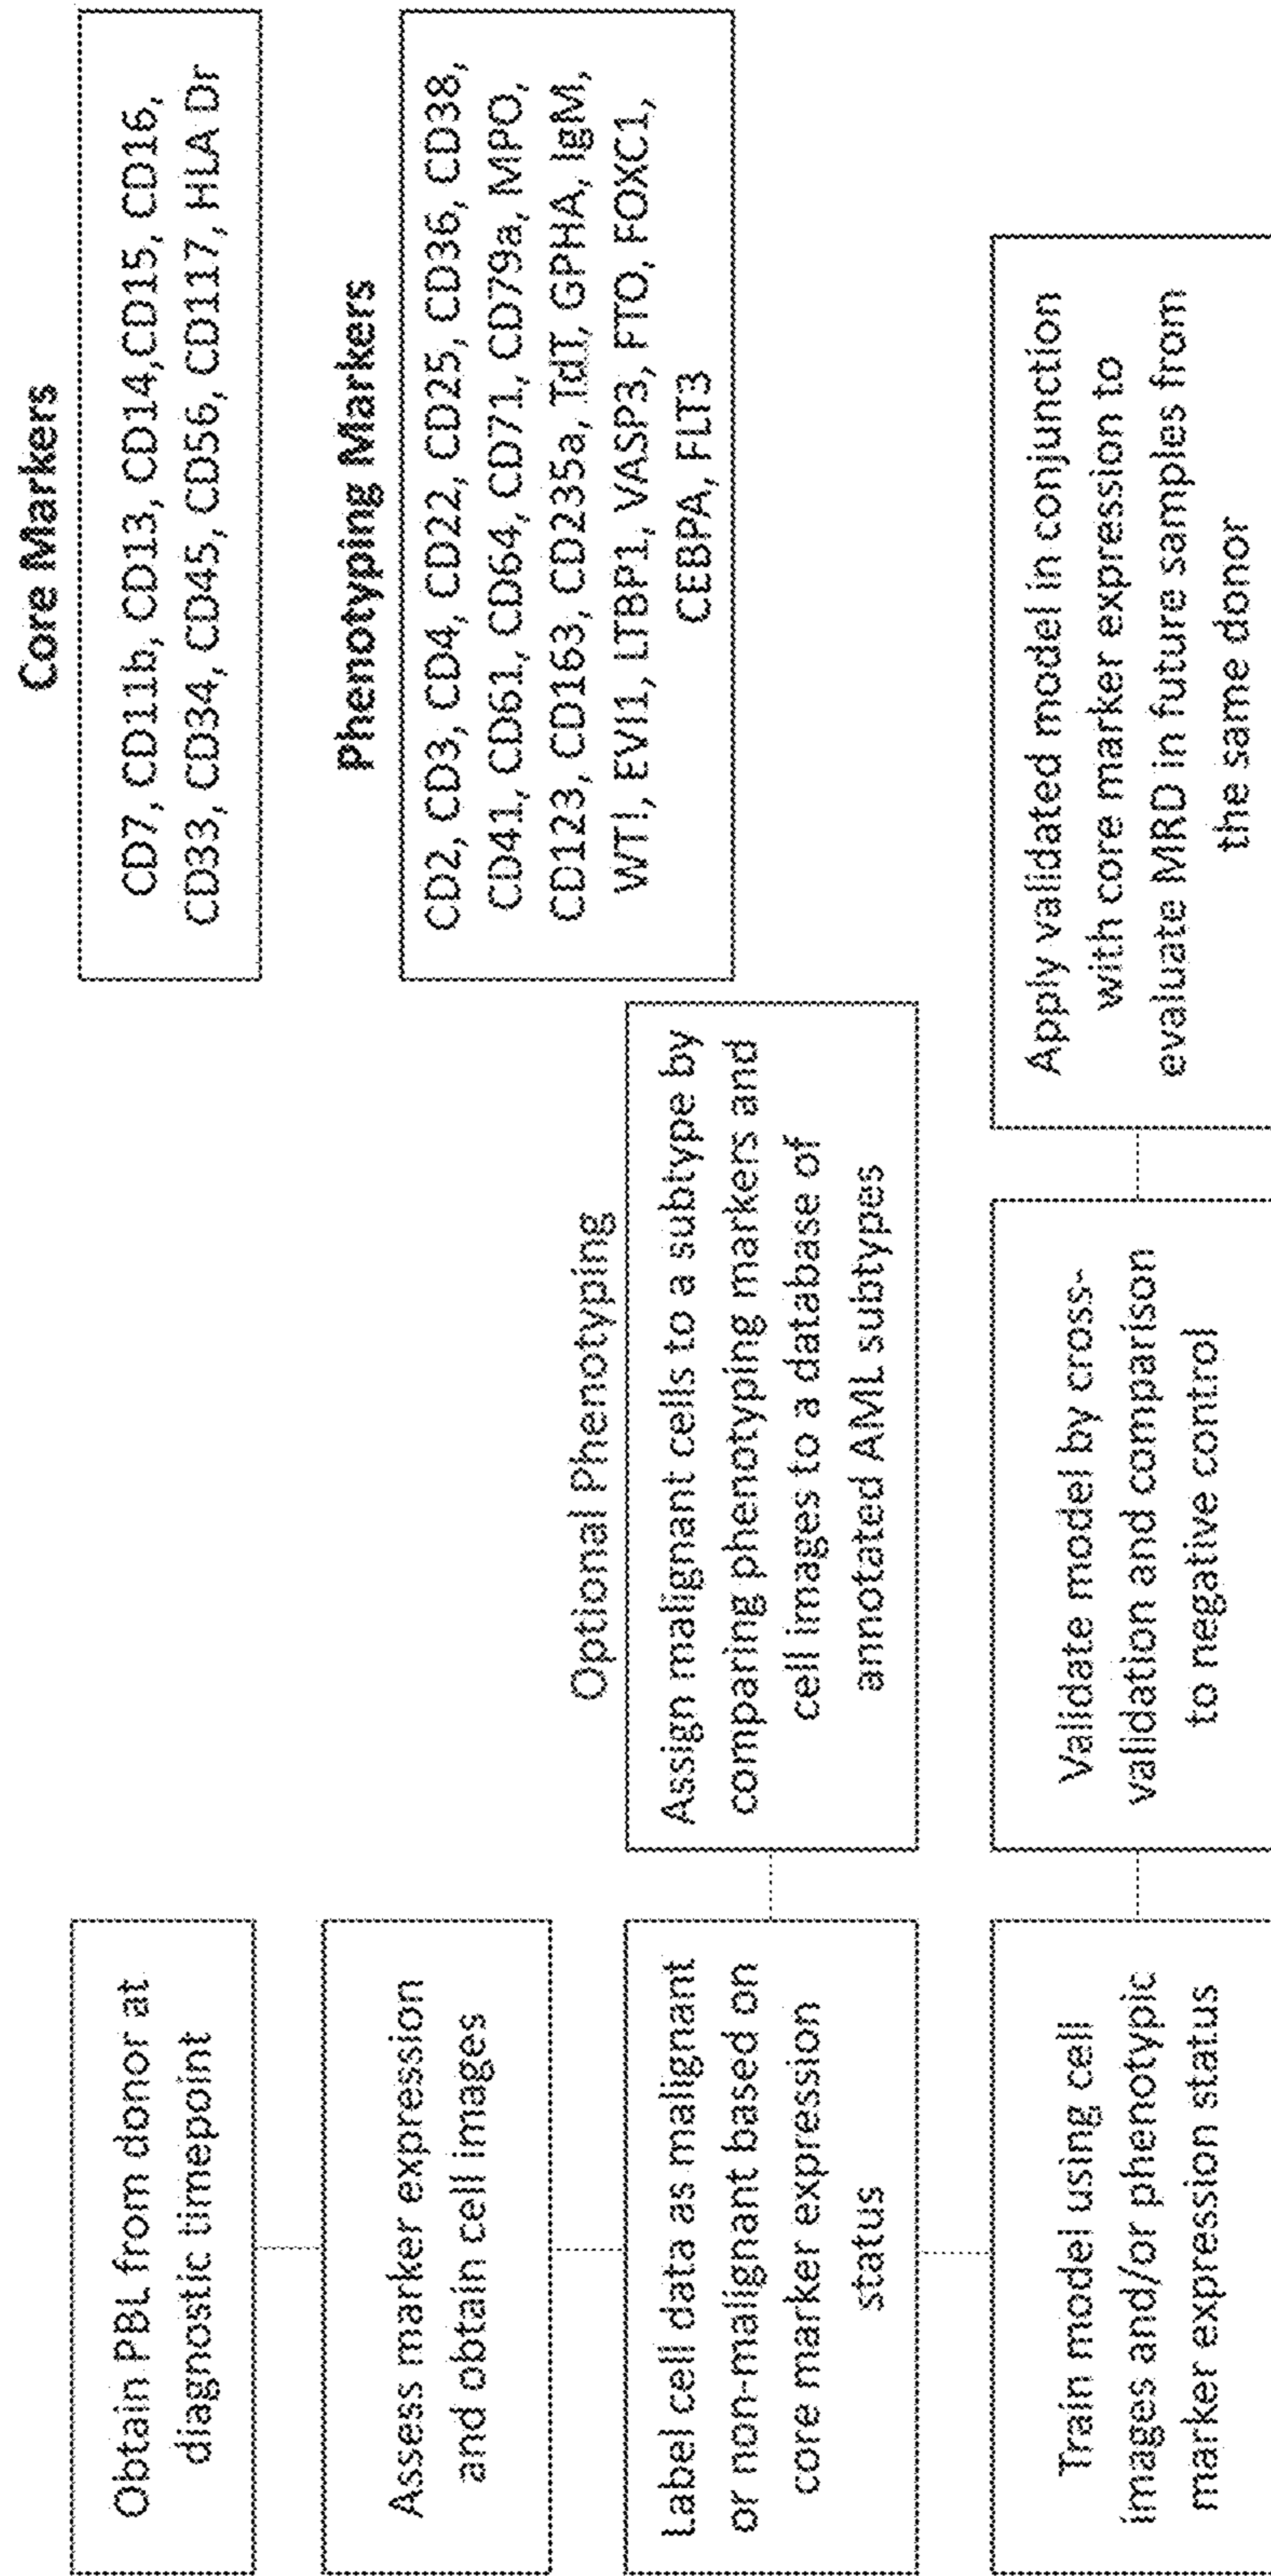 Core Markers
CD7, CD11b, CD13, CD14,CD15, CD16,
CD33, CD34, CD45, CD56, CD117, HLA Dr
Phenotyping Markers
CD2, CD3, CD4, CD22, CD25, CD36, CD38,
CD41, CD61, CD64, CD71, CD79a, MPO,
CD123, CD163, CD235a, TdT, GPHA, IgM,
WTI, EVI1, LTBP1, VASP3, FTO, FOXC1,
CEBPA, FLT3
Obtain PBL from donor at
diagnostic timepoint
Assess marker expression
and obtain cell images
Label cell data as malignant
or non-malignant based on
core marker expression
status
Optional Phenotyping
Assign malignant cells to a subtype by
comparing phenotyping markers and
cell images to a database of
annotated AML subtypes
Train model using cell
images and/or phenotypic
marker expression status
Validate model by cross-
validation and comparison
to negative control
Apply validated model in conjunction
with core marker expression to
evaluate MRD in future samples from
the same donor